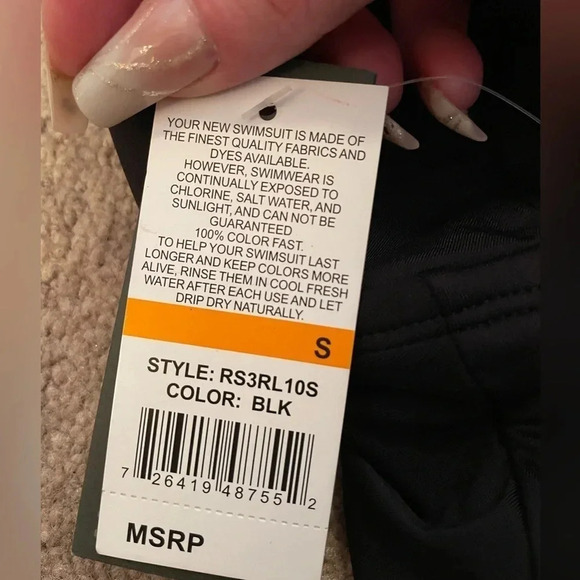 YOUR NEW SWIMSUIT IS MADE OF
THE FINEST QUALITY FABRICS AND
DYES AVAILABLE.
HOWEVER, SWIMWEAR IS
CONTINUALLY EXPOSED TO
CHLORINE, SALT WATER, AND
SUNLIGHT, AND CAN NOT BE
GUARANTEED
100% COLOR FAST.
TO HELP YOUR SWIMSUIT LAST
LONGER AND KEEP COLORS MORE
ALIVE, RINSE THEM IN COOL FRESH
WATER AFTER EACH USE AND LET
DRIP DRY NATURALLY.
S
STYLE: RS3RL10S
COLOR: BLK
7 26419 48755 2
MSRP